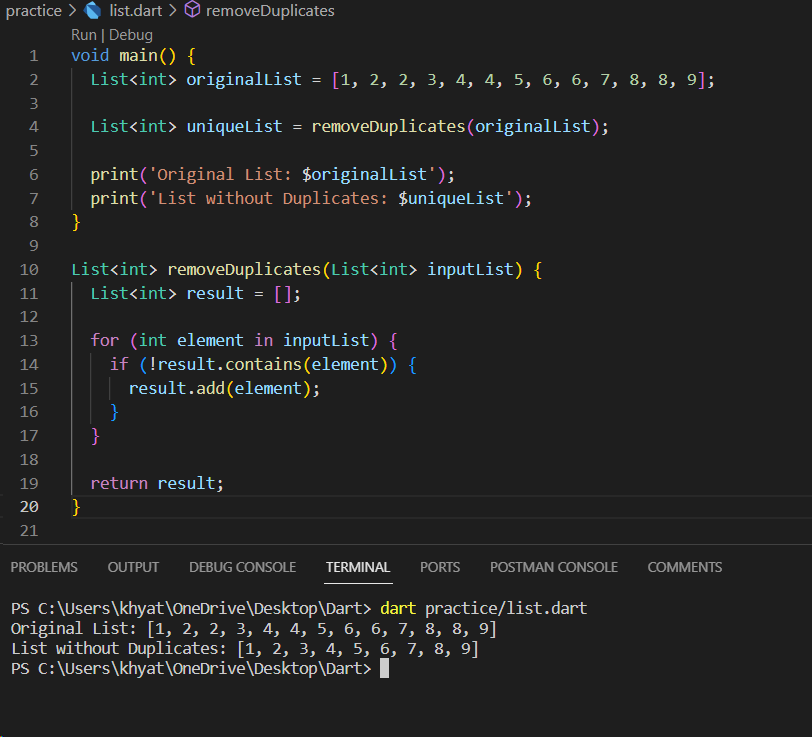 practice > list.dart > removeDuplicates
Run | Debug
1 void main() {
2   List<int> originalList = [1, 2, 2, 3, 4, 4, 5, 6, 6, 7, 8, 8, 9];
3
4   List<int> uniqueList = removeDuplicates(originalList);
5
6   print('Original List: $originalList');
7   print('List without Duplicates: $uniqueList');
8 }
9
10 List<int> removeDuplicates(List<int> inputList) {
11   List<int> result = [];
12
13   for (int element in inputList) {
14     if (!result.contains(element)) {
15       result.add(element);
16     }
17   }
18
19   return result;
20 }
21
PROBLEMS OUTPUT DEBUG CONSOLE TERMINAL PORTS POSTMAN CONSOLE COMMENTS
PS C:\Users\khyat\OneDrive\Desktop\Dart> dart practice/list.dart
Original List: [1, 2, 2, 3, 4, 4, 5, 6, 6, 7, 8, 8, 9]
List without Duplicates: [1, 2, 3, 4, 5, 6, 7, 8, 9]
PS C:\Users\khyat\OneDrive\Desktop\Dart>